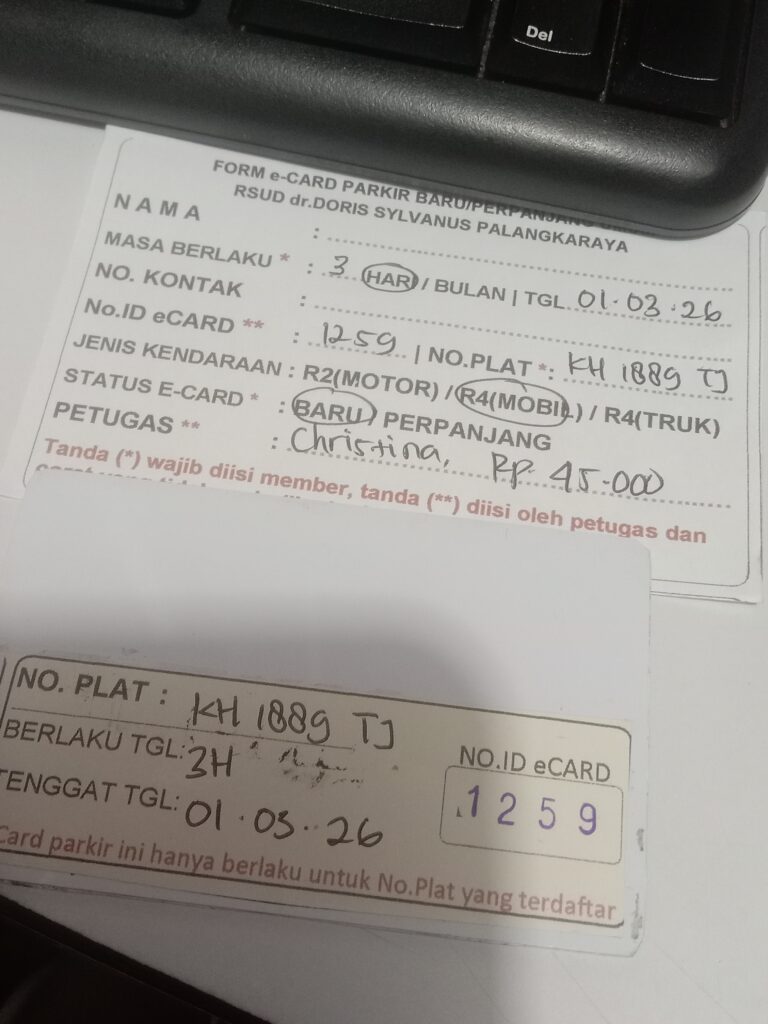 Del
FORM e-CARD PARKIR BARU/PERPANJANG
RSUD dr.DORIS SYLVANUS PALANGKARAYA
N A M A :
MASA BERLAKU * : 3 HARI / BULAN | TGL 01.03.26
NO. KONTAK :
No.ID eCARD ** : 1259 | NO.PLAT *: KH 1889 TJ
JENIS KENDARAAN : R2(MOTOR) / R4(MOBIL) / R4(TRUK)
STATUS E-CARD * : BARU / PERPANJANG
PETUGAS ** : Christina, Rp. 45.000
Tanda (*) wajib diisi member, tanda (**) diisi oleh petugas dan
NO. PLAT : KH 1889 TJ
BERLAKU TGL: 3H
TENGGAT TGL: 01.03.26
NO.ID eCARD
1259
Card parkir ini hanya berlaku untuk No.Plat yang terdaftar